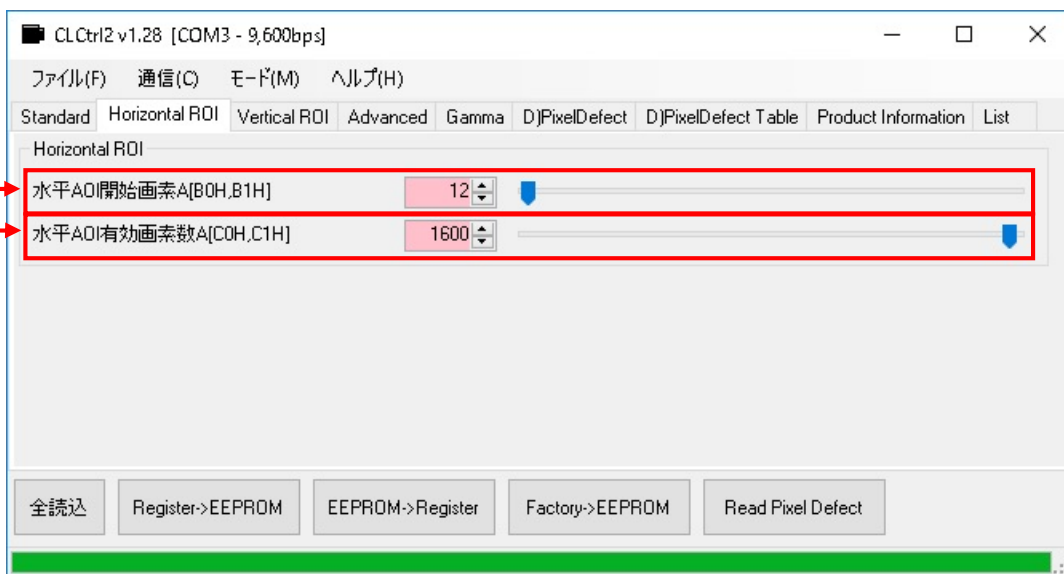 CLCtrl2 v1.28 [COM3 - 9,600bps]
ファイル(F) 通信(C) モード(M) ヘルプ(H)
Standard Horizontal ROI Vertical ROI Advanced Gamma D)PixelDefect D)PixelDefect Table Product Information List
Horizontal ROI
水平AOI開始画素A[B0H,B1H] 12
水平AOI有効画素数A[C0H,C1H] 1600
全読込 Register->EEPROM EEPROM->Register Factory->EEPROM Read Pixel Defect